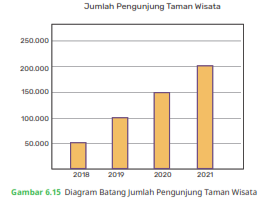 Jumlah Pengunjung Taman Wisata
250.000
200.000
150.000
100.000
50.000
2018 2019 2020 2021
Gambar 6.15 Diagram Batang Jumlah Pengunjung Taman Wisata